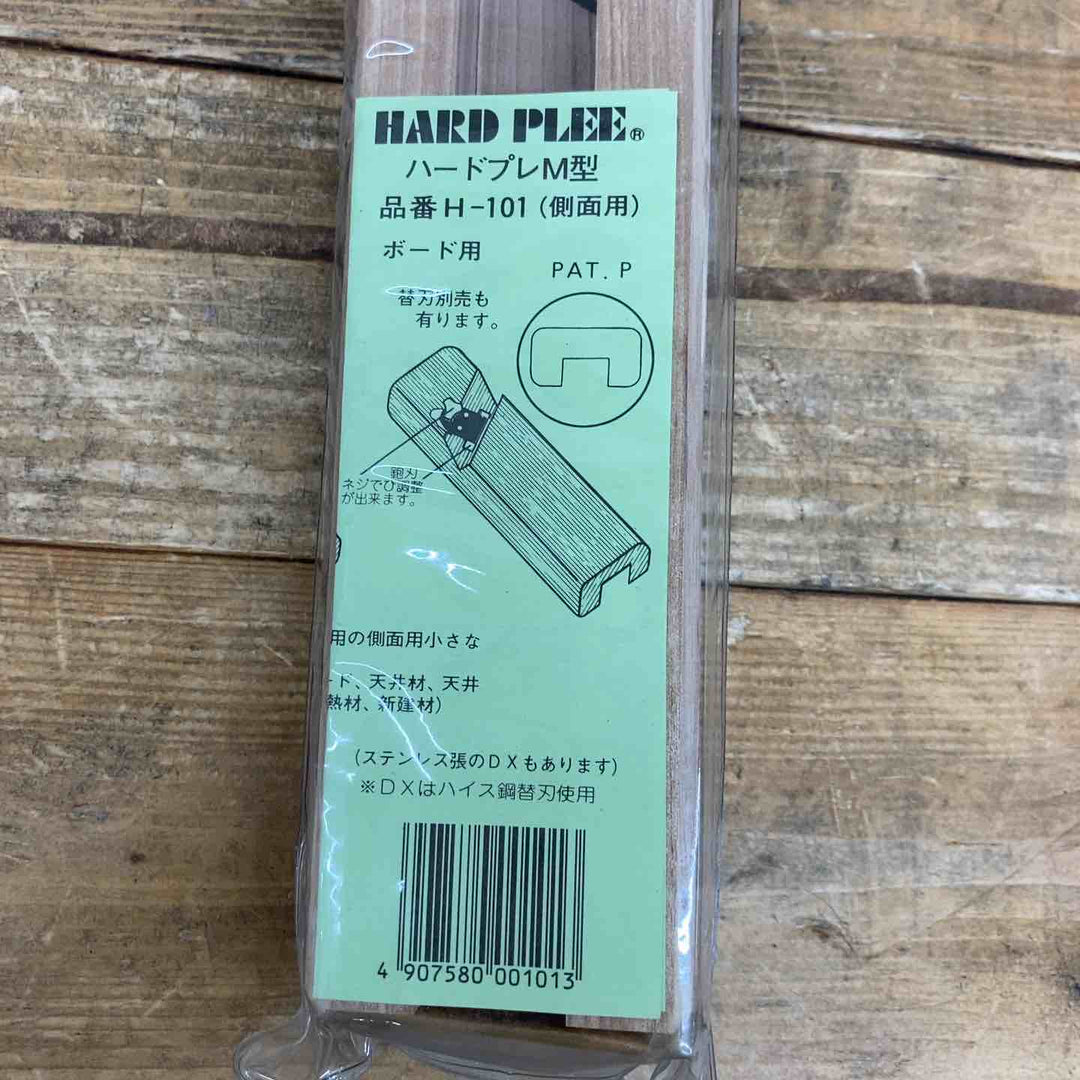 HARD PLEE®
ハードプレM型
品番H-101(側面用)
ボード用
PAT. P
替刃別売も
有ります。
鉋刃
ネジでひ調整
が出来ます。
用の側面用小さな
ド、天井材、天井
熱材、新建材)
(ステンレス張のDXもあります)
※DXはハイス鋼替刃使用
4 907580 001013